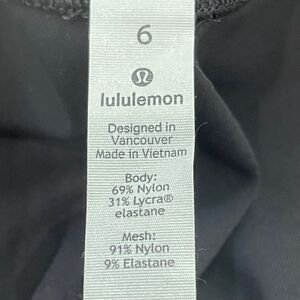 6
lululemon
Designed in
Vancouver
Made in Vietnam
Body:
69% Nylon
31% Lycra®
elastane
Mesh:
91% Nylon
9% Elastane